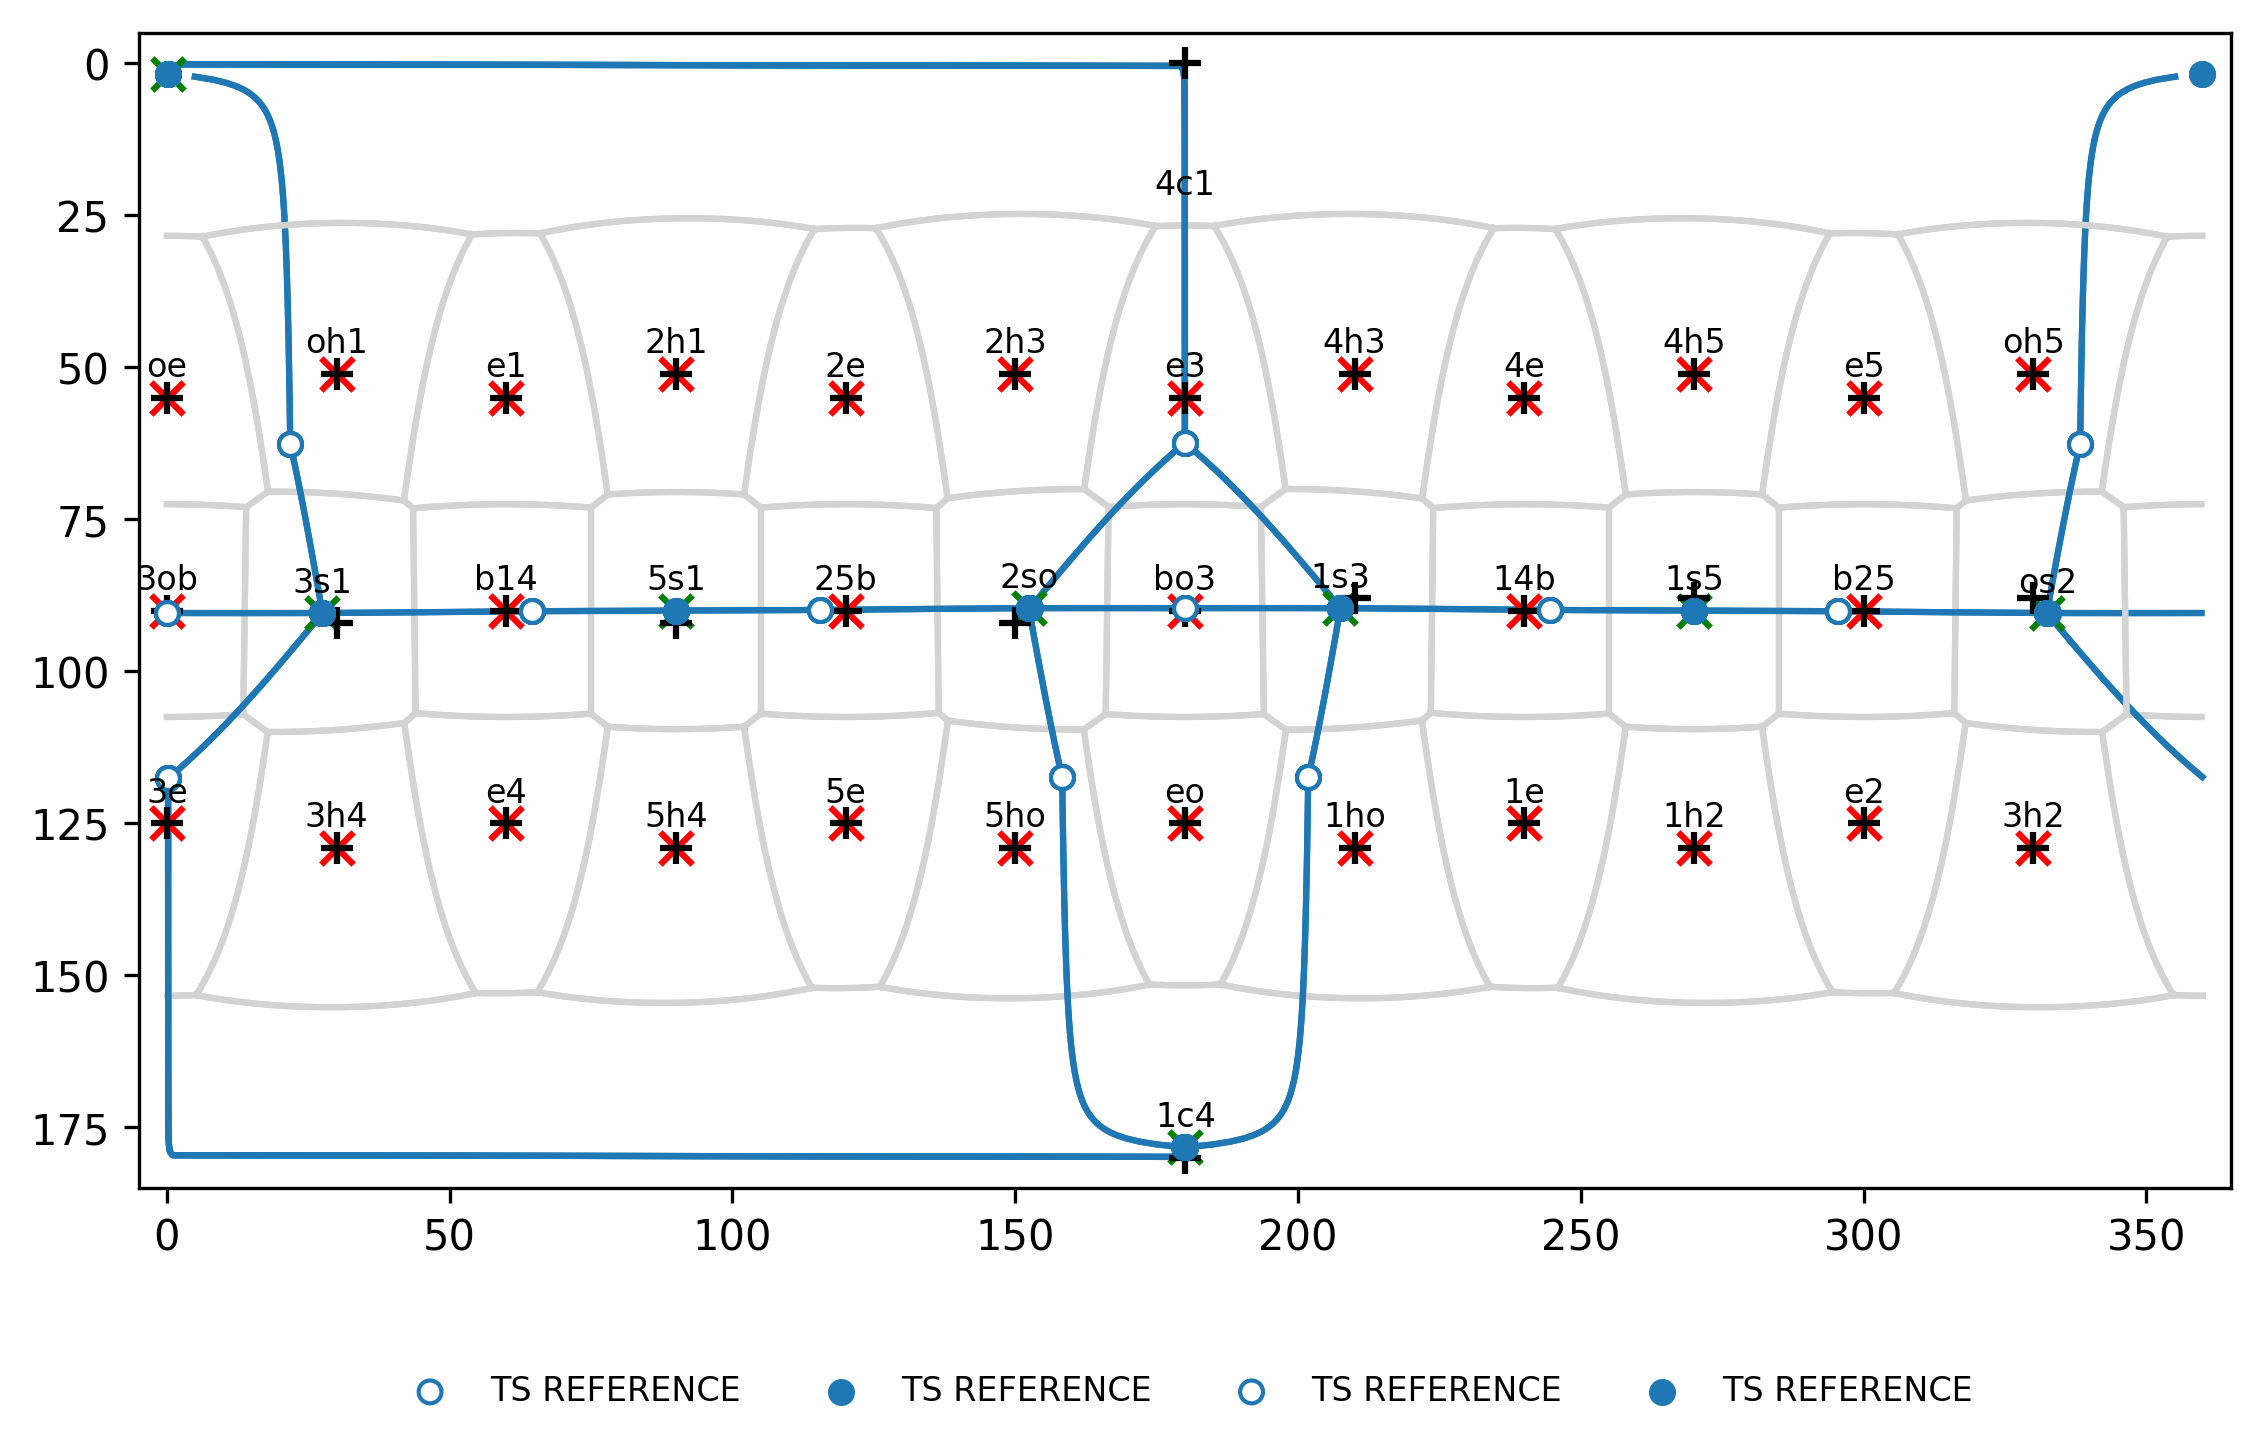 0
4c1
25
oh1 2h1 2h3 4h3 4h5 oh5
50
oe e1 2e e3 4e e5
75
3ob 3s1 b14 5s1 25b 2so bo3 1s3 14b 1s5 b25 os2
100
3e e4 5e eo 1e e2
125
3h4 5h4 5ho 1ho 1h2 3h2
150
1c4
175
0 50 100 150 200 250 300 350
TS REFERENCE TS REFERENCE TS REFERENCE TS REFERENCE